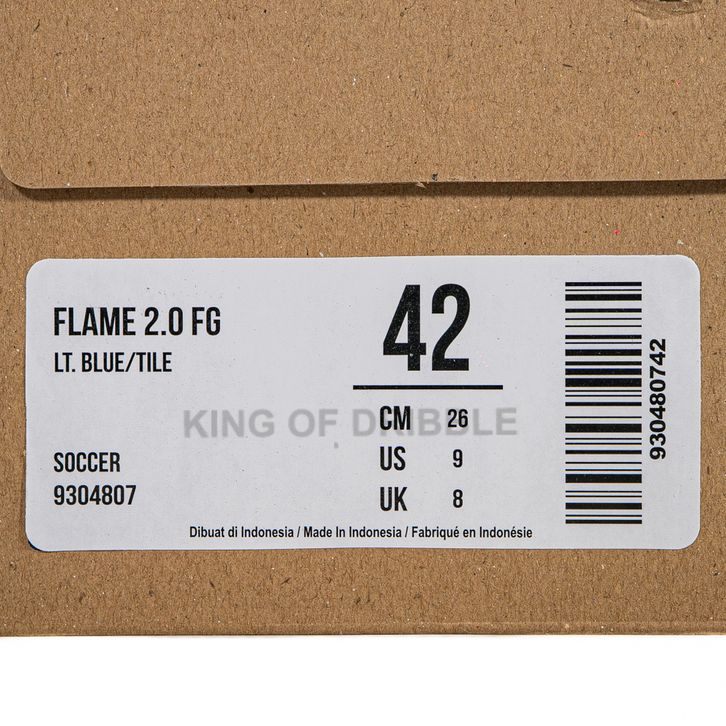 FLAME 2.0 FG
LT. BLUE/TILE
SOCCER
9304807
42
CM 26
US 9
UK 8
KING OF DRIBBLE
930480742
Dibuat di Indonesia / Made In Indonesia / Fabriqué en Indonésie